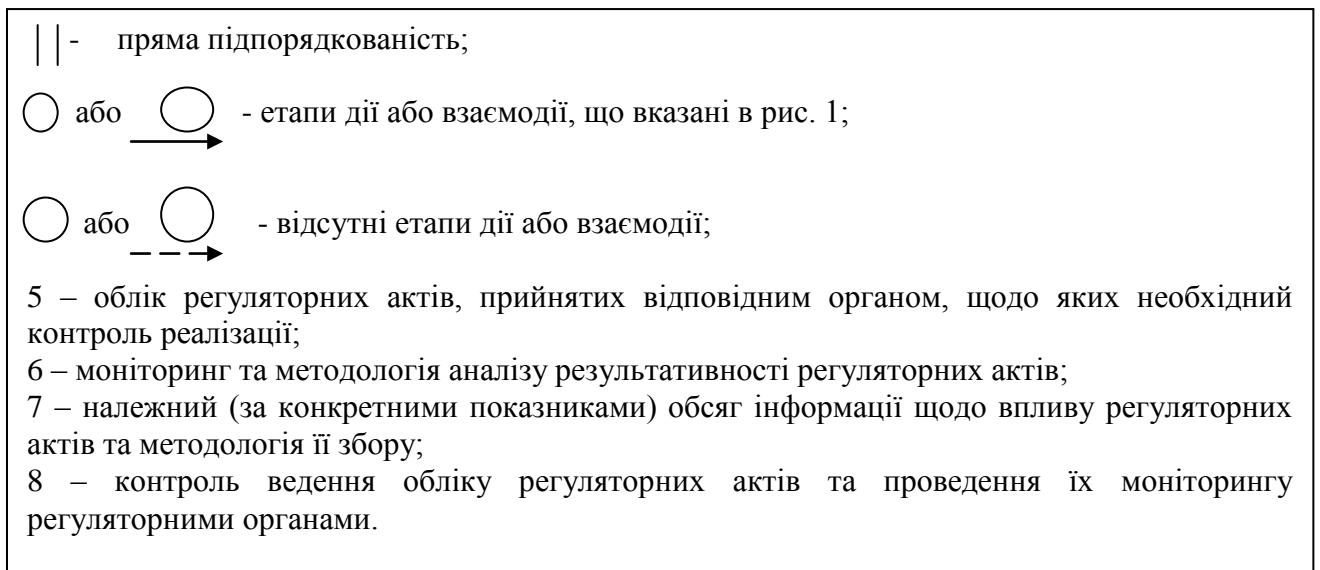 - пряма підпорядкованість;
або - етапи дії або взаємодії, що вказані в рис. 1;
або - відсутні етапи дії або взаємодії;
5 – облік регуляторних актів, прийнятих відповідним органом, щодо яких необхідний
контроль реалізації;
6 – моніторинг та методологія аналізу результативності регуляторних актів;
7 – належний (за конкретними показниками) обсяг інформації щодо впливу регуляторних
актів та методологія її збору;
8 – контроль ведення обліку регуляторних актів та проведення їх моніторингу
регуляторними органами.